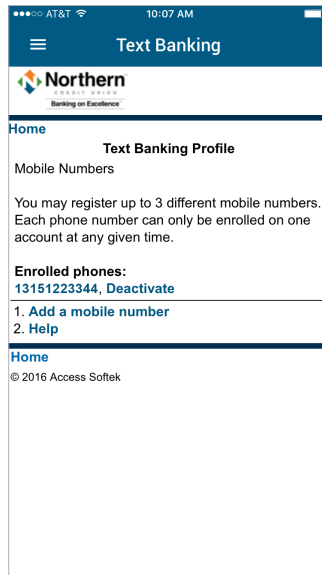 AT&T 10:07 AM
Text Banking
Northern
CREDIT UNION
Banking on Excellence
Home
Text Banking Profile
Mobile Numbers
You may register up to 3 different mobile numbers.
Each phone number can only be enrolled on one
account at any given time.
Enrolled phones:
13151223344, Deactivate
1. Add a mobile number
2. Help
Home
© 2016 Access Softek